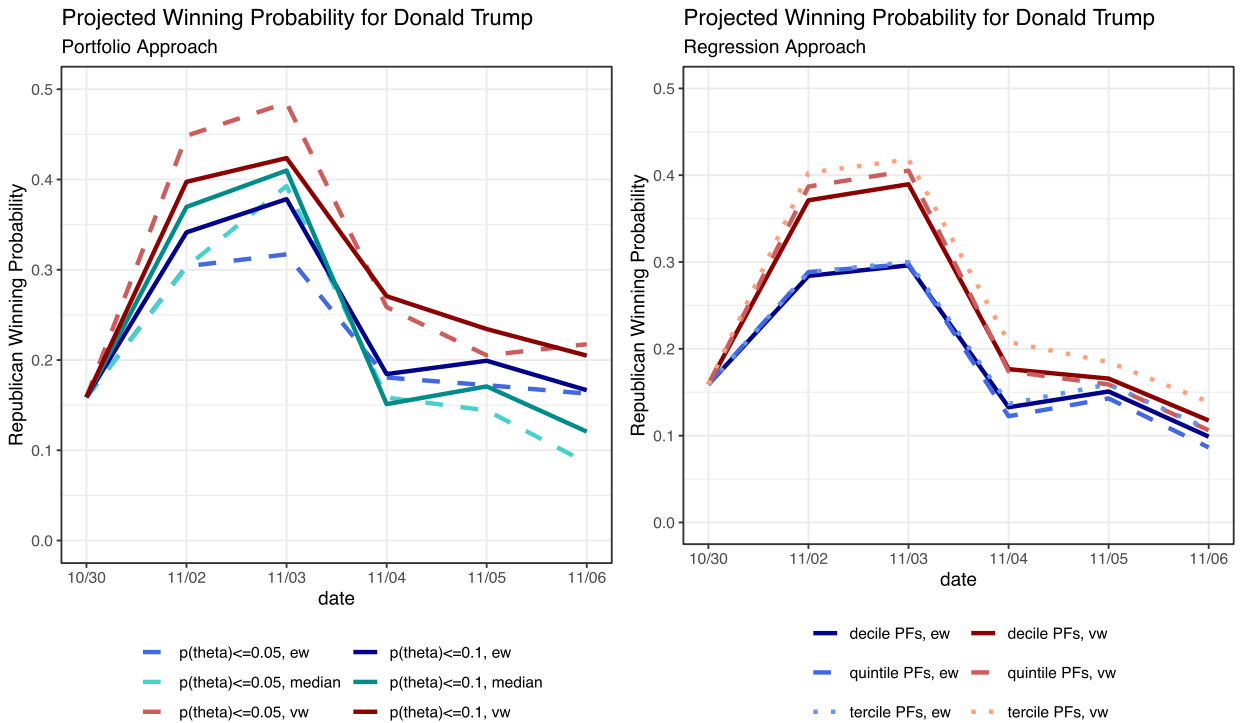 Projected Winning Probability for Donald Trump
Portfolio Approach
Republican Winning Probability
0.5
0.4
0.3
0.2
0.1
0.0
10/30 11/02 11/03 11/04 11/05 11/06
date
p(theta)<=0.05, ew p(theta)<=0.1, ew
p(theta)<=0.05, median p(theta)<=0.1, median
p(theta)<=0.05, vw p(theta)<=0.1, vw
Projected Winning Probability for Donald Trump
Regression Approach
Republican Winning Probability
0.5
0.4
0.3
0.2
0.1
0.0
10/30 11/02 11/03 11/04 11/05 11/06
date
decile PFs, ew decile PFs, vw
quintile PFs, ew quintile PFs, vw
tercile PFs, ew tercile PFs, vw